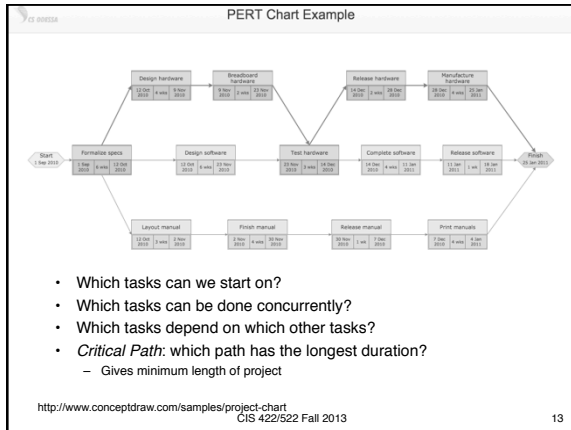 CS ODESSA
PERT Chart Example
Design hardware
12 Oct 2010 4 wks 9 Nov 2010
Breadboard hardware
9 Nov 2010 2 wks 23 Nov 2010
Release hardware
14 Dec 2010 2 wks 28 Dec 2010
Manufacture hardware
28 Dec 2010 4 wks 25 Jan 2011
Start
1 Sep 2010
Formalize specs
1 Sep 2010 6 wks 12 Oct 2010
Design software
12 Oct 2010 6 wks 23 Nov 2010
Test hardware
23 Nov 2010 3 wks 14 Dec 2010
Complete software
14 Dec 2010 4 wks 11 Jan 2011
Release software
11 Jan 2011 1 wk 18 Jan 2011
Finish
25 Jan 2011
Layout manual
12 Oct 2010 3 wks 2 Nov 2010
Finish manual
2 Nov 2010 4 wks 30 Nov 2010
Release manual
30 Nov 2010 1 wk 7 Dec 2010
Print manuals
7 Dec 2010 4 wks 4 Jan 2011
• Which tasks can we start on?
• Which tasks can be done concurrently?
• Which tasks depend on which other tasks?
• Critical Path: which path has the longest duration?
– Gives minimum length of project
http://www.conceptdraw.com/samples/project-chart
CIS 422/522 Fall 2013
13